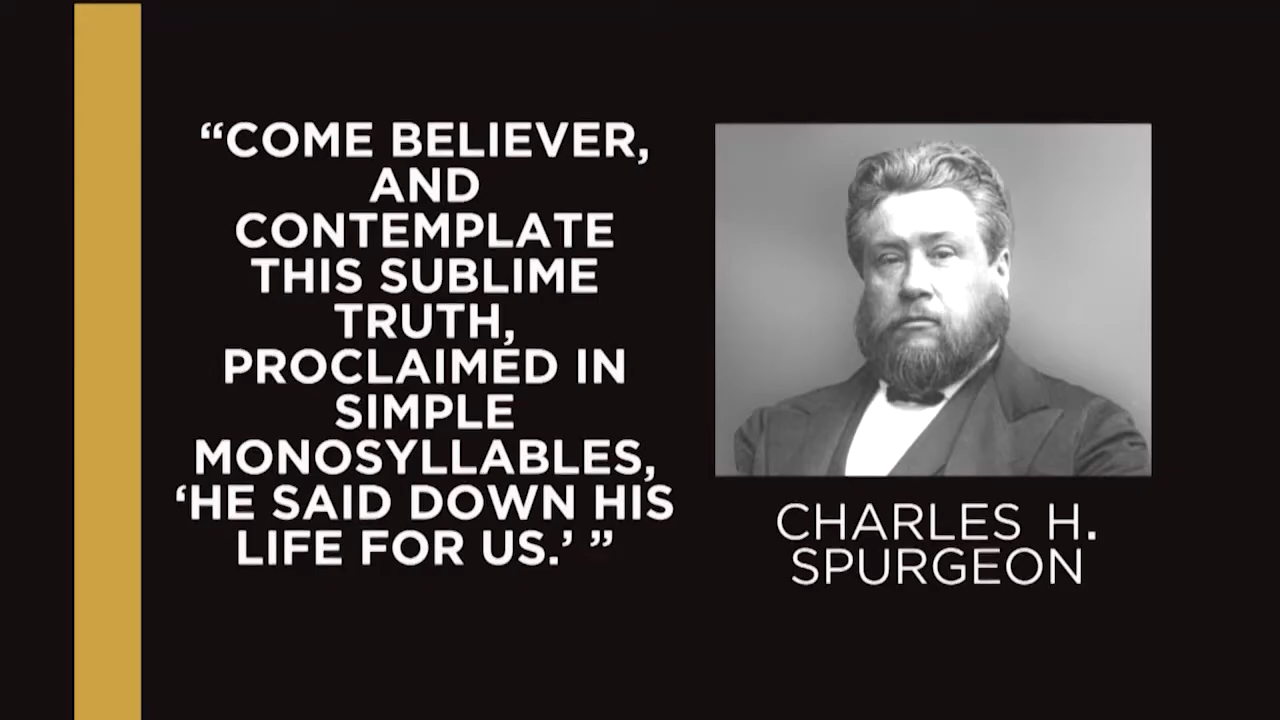 “COME BELIEVER,
AND
CONTEMPLATE
THIS SUBLIME
TRUTH,
PROCLAIMED IN
SIMPLE
MONOSYLLABLES,
‘HE SAID DOWN HIS
LIFE FOR US.’ ”
CHARLES H.
SPURGEON